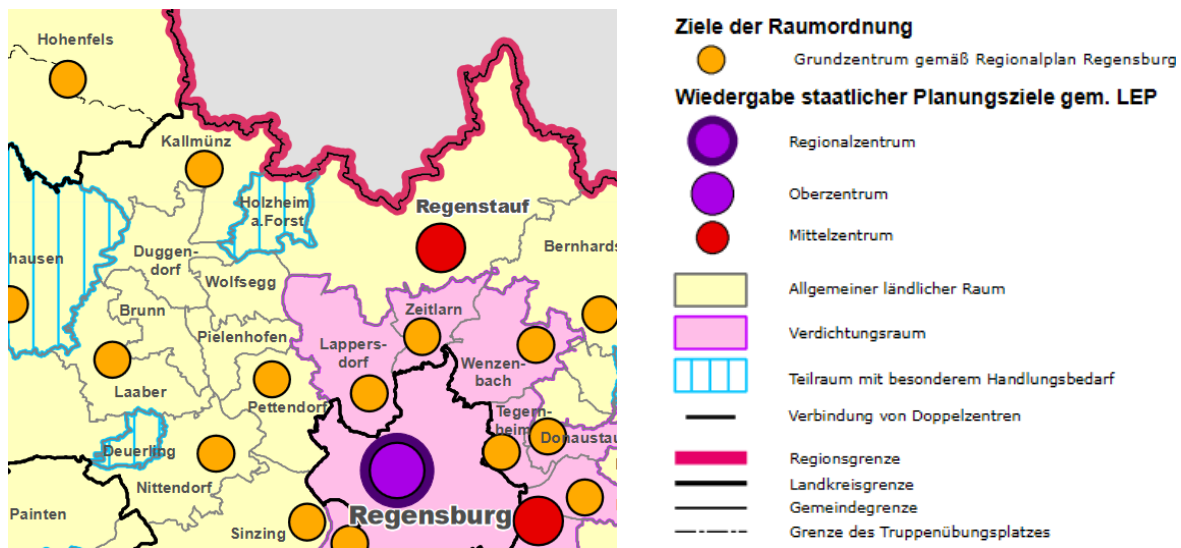 Hohenfels
Kallmünz
Holzheim
a.Forst
Regenstauf
Bernhards
hausen
Duggen-
dorf
Wolfsegg
Brunn
Zeitlarn
Pielenhofen
Lappers-
dorf
Wenzen-
bach
Laaber
Pettendorf
Tegern-
heim
Donaustau
Deuerling
Nittendorf
Painten
Sinzing
Regensburg
Ziele der Raumordnung
Grundzentrum gemäß Regionalplan Regensburg
Wiedergabe staatlicher Planungsziele gem. LEP
Regionalzentrum
Oberzentrum
Mittelzentrum
Allgemeiner ländlicher Raum
Verdichtungsraum
Teilraum mit besonderem Handlungsbedarf
Verbindung von Doppelzentren
Regionsgrenze
Landkreisgrenze
Gemeindegrenze
Grenze des Truppenübungsplatzes